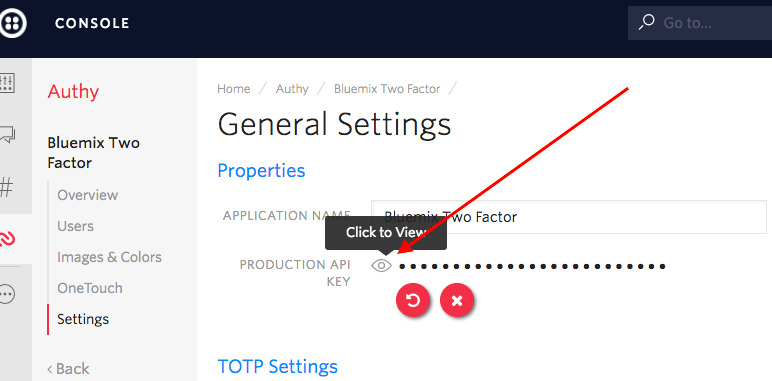 CONSOLE
Go to...
Authy
Bluemix Two
Factor
Overview
Users
Images & Colors
OneTouch
Settings
< Back
Home / Authy / Bluemix Two Factor /
General Settings
Properties
APPLICATION NAME
Bluemix Two Factor
Click to View
PRODUCTION API
KEY
••••••••••••••••••••••••
TOTP Settings